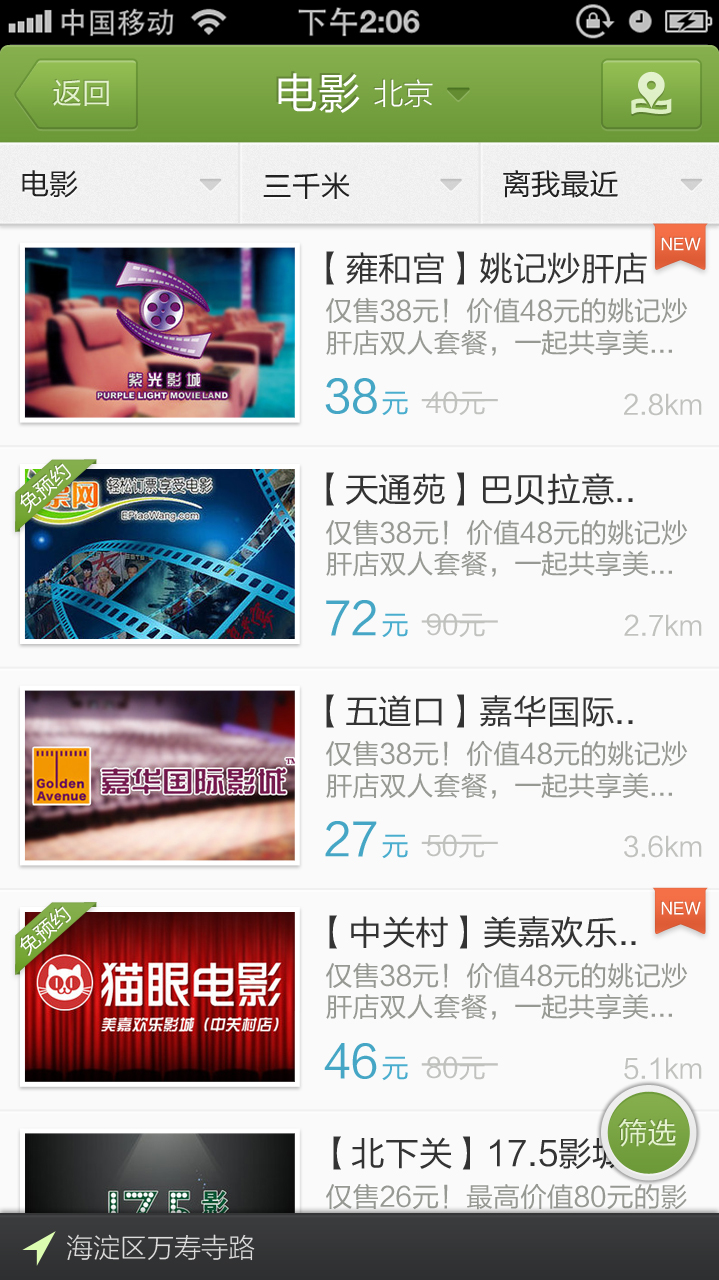 中国移动 下午2:06
返回 电影 北京
电影 三千米 离我最近
NEW
【雍和宫】姚记炒肝店
仅售38元！价值48元的姚记炒
肝店双人套餐，一起共享美...
38元 40元 2.8km
紫光影城
PURPLE LIGHT MOVIELAND
免预约
票网 轻松订票享受电影
EPiaoWang.com
【天通苑】巴贝拉意..
仅售38元！价值48元的姚记炒
肝店双人套餐，一起共享美...
72元 90元 2.7km
Golden
Avenue
嘉华国际影城™
【五道口】嘉华国际..
仅售38元！价值48元的姚记炒
肝店双人套餐，一起共享美...
27元 50元 3.6km
免预约
猫眼电影
美嘉欢乐影城（中关村店）
NEW
【中关村】美嘉欢乐..
仅售38元！价值48元的姚记炒
肝店双人套餐，一起共享美...
46元 80元 5.1km
筛选
17.5影
【北下关】17.5影城
仅售26元！最高价值80元的影
海淀区万寿寺路